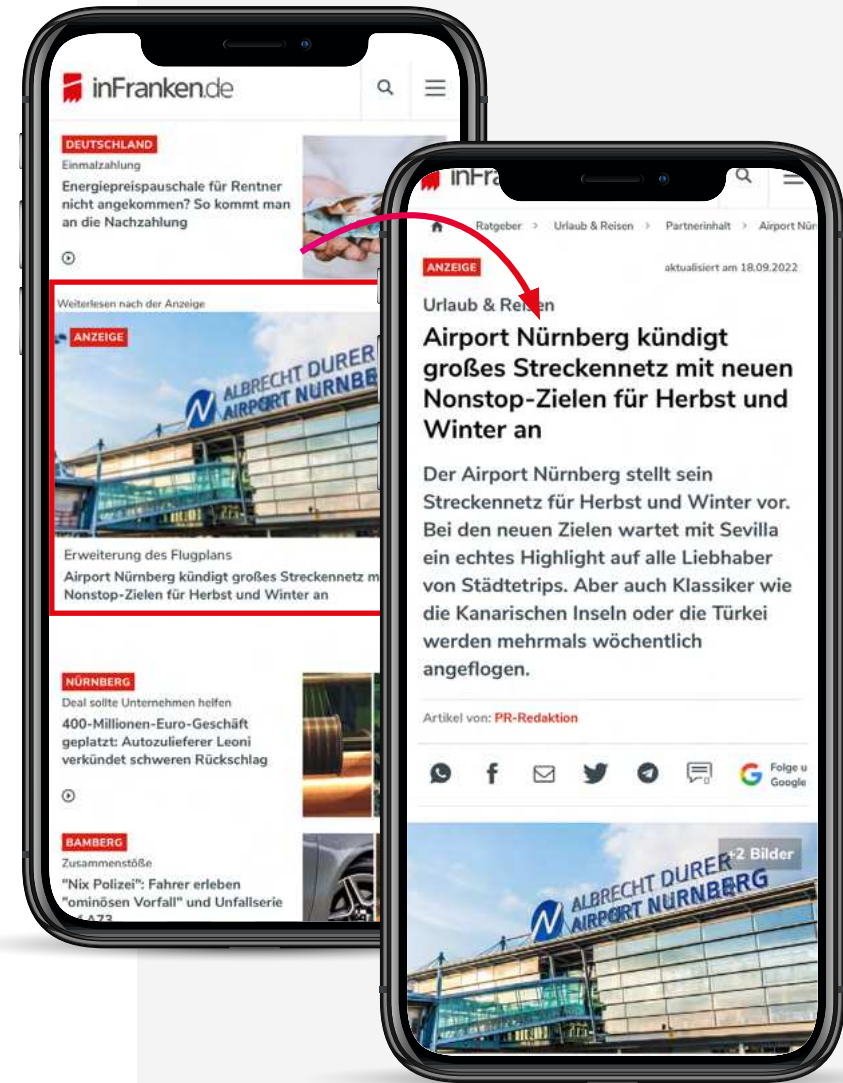 inFranken.de
DEUTSCHLAND
Einmalzahlung
Energiepreispauschale für Rentner
nicht angekommen? So kommt man
an die Nachzahlung
Weiterlesen nach der Anzeige
ANZEIGE
ALBRECHT DURER
AIRPORT NURNBE
Erweiterung des Flugplans
Airport Nürnberg kündigt großes Streckennetz m
Nonstop-Zielen für Herbst und Winter an
NÜRNBERG
Deal sollte Unternehmen helfen
400-Millionen-Euro-Geschäft
geplatzt: Autozulieferer Leoni
verkündet schweren Rückschlag
BAMBERG
Zusammenstöße
"Nix Polizei": Fahrer erleben
"ominösen Vorfall" und Unfallserie
A73
inFra
Ratgeber > Urlaub & Reisen > Partnerinhalt > Airport Nür
ANZEIGE
aktualisiert am 18.09.2022
Urlaub & Reisen
Airport Nürnberg kündigt
großes Streckennetz mit neuen
Nonstop-Zielen für Herbst und
Winter an
Der Airport Nürnberg stellt sein
Streckennetz für Herbst und Winter vor.
Bei den neuen Zielen wartet mit Sevilla
ein echtes Highlight auf alle Liebhaber
von Städtetrips. Aber auch Klassiker wie
die Kanarischen Inseln oder die Türkei
werden mehrmals wöchentlich
angeflogen.
Artikel von: PR-Redaktion
0
Folge u
Google
+2 Bilder
ALBRECHT DURER
AIRPORT NURNBERG